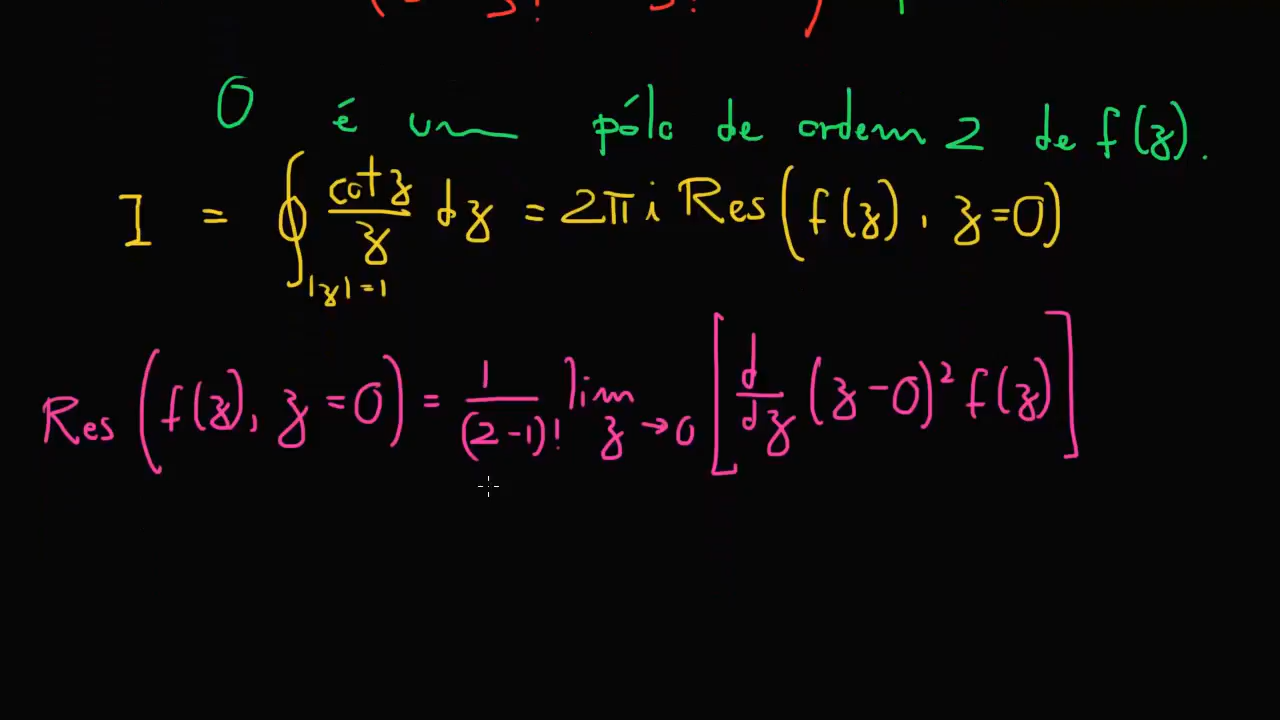 0 é um pólo de ordem 2 de f(z).
I = ∮_{|z|=1} cot z / z dz = 2πi Res(f(z), z=0)
Res(f(z), z=0) = 1/(2-1)! lim z→0 [d/dz (z-0)² f(z)]